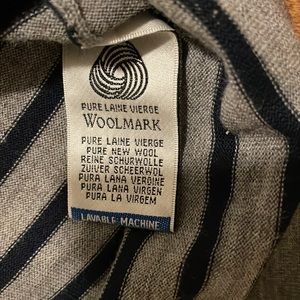 PURE LAINE VIERGE
WOOLMARK
PURE LAINE VIERGE
PURE NEW WOOL
REINE SCHURWOLLE
ZUIVER SCHEERWOL
PURA LANA VERGINE
PURA LANA VIRGEN
PURA LA VIRGEM
LAVABLE MACHINE